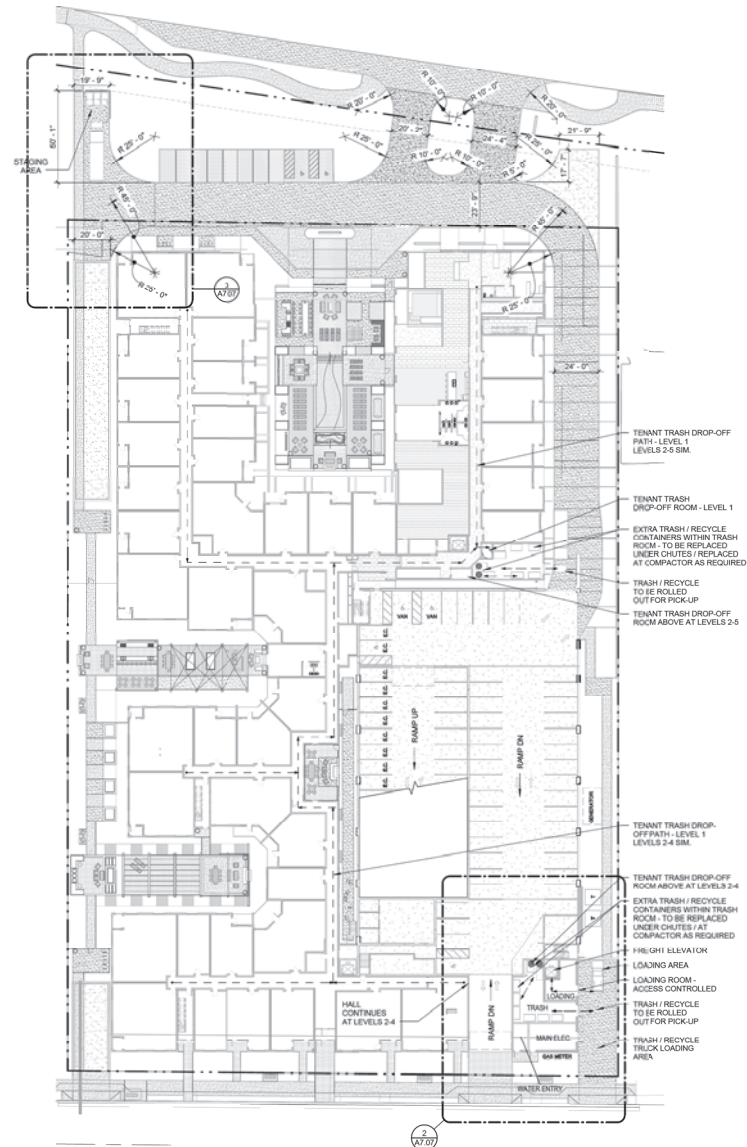 R 20' - 0"
R 10' - 0"
R 10' - 0"
R 20' - 0"
19' - 9"
60' - 1"
STAGING
AREA
R 25' - 0"
R 25' - 0"
20' - 2"
24' - 4"
R 10' - 0"
R 10' - 0"
R 25' - 0"
R 5' - 0"
21' - 9"
17' - 7"
23' - 9"
R 45' - 0"
R 45' - 0"
20' - 0"
R 25' - 0"
R 25' - 0"
3
A7.07
24' - 0"
TENANT TRASH DROP-OFF
PATH - LEVEL 1
LEVELS 2-5 SIM.
TENANT TRASH
DROP-OFF ROOM - LEVEL 1
EXTRA TRASH / RECYCLE
CONTAINERS WITHIN TRASH
ROOM - TO BE REPLACED
UNDER CHUTES / REPLACED
AT COMPACTOR AS REQUIRED
TRASH / RECYCLE
TO BE ROLLED
OUT FOR PICK-UP
TENANT TRASH DROP-OFF
ROOM ABOVE AT LEVELS 2-5
VAN
VAN
E.C.
E.C.
E.C.
E.C.
E.C.
E.C.
E.C.
RAMP UP
RAMP DN
GENERATOR
TENANT TRASH DROP-
OFF PATH - LEVEL 1
LEVELS 2-4 SIM.
TENANT TRASH DROP-OFF
ROOM ABOVE AT LEVELS 2-4
EXTRA TRASH / RECYCLE
CONTAINERS WITHIN TRASH
ROOM - TO BE REPLACED
UNDER CHUTES / AT
COMPACTOR AS REQUIRED
FREIGHT ELEVATOR
LOADING AREA
LOADING ROOM -
ACCESS CONTROLLED
TRASH / RECYCLE
TO BE ROLLED
OUT FOR PICK-UP
TRASH / RECYCLE
TRUCK LOADING
AREA
HALL
CONTINUES
AT LEVELS 2-4
RAMP DN
LOADING
TRASH
MAIN ELEC.
GAS METER
WATER ENTRY
2
A7.07